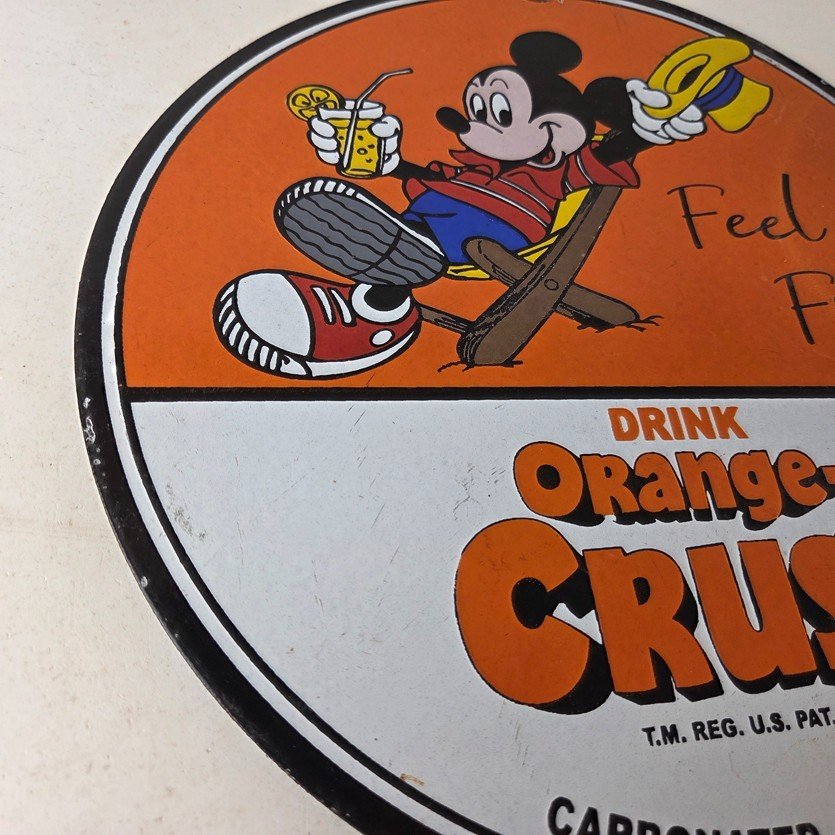 Feel
F
DRINK
ORange-
CRUS
T.M. REG. U.S. PAT.